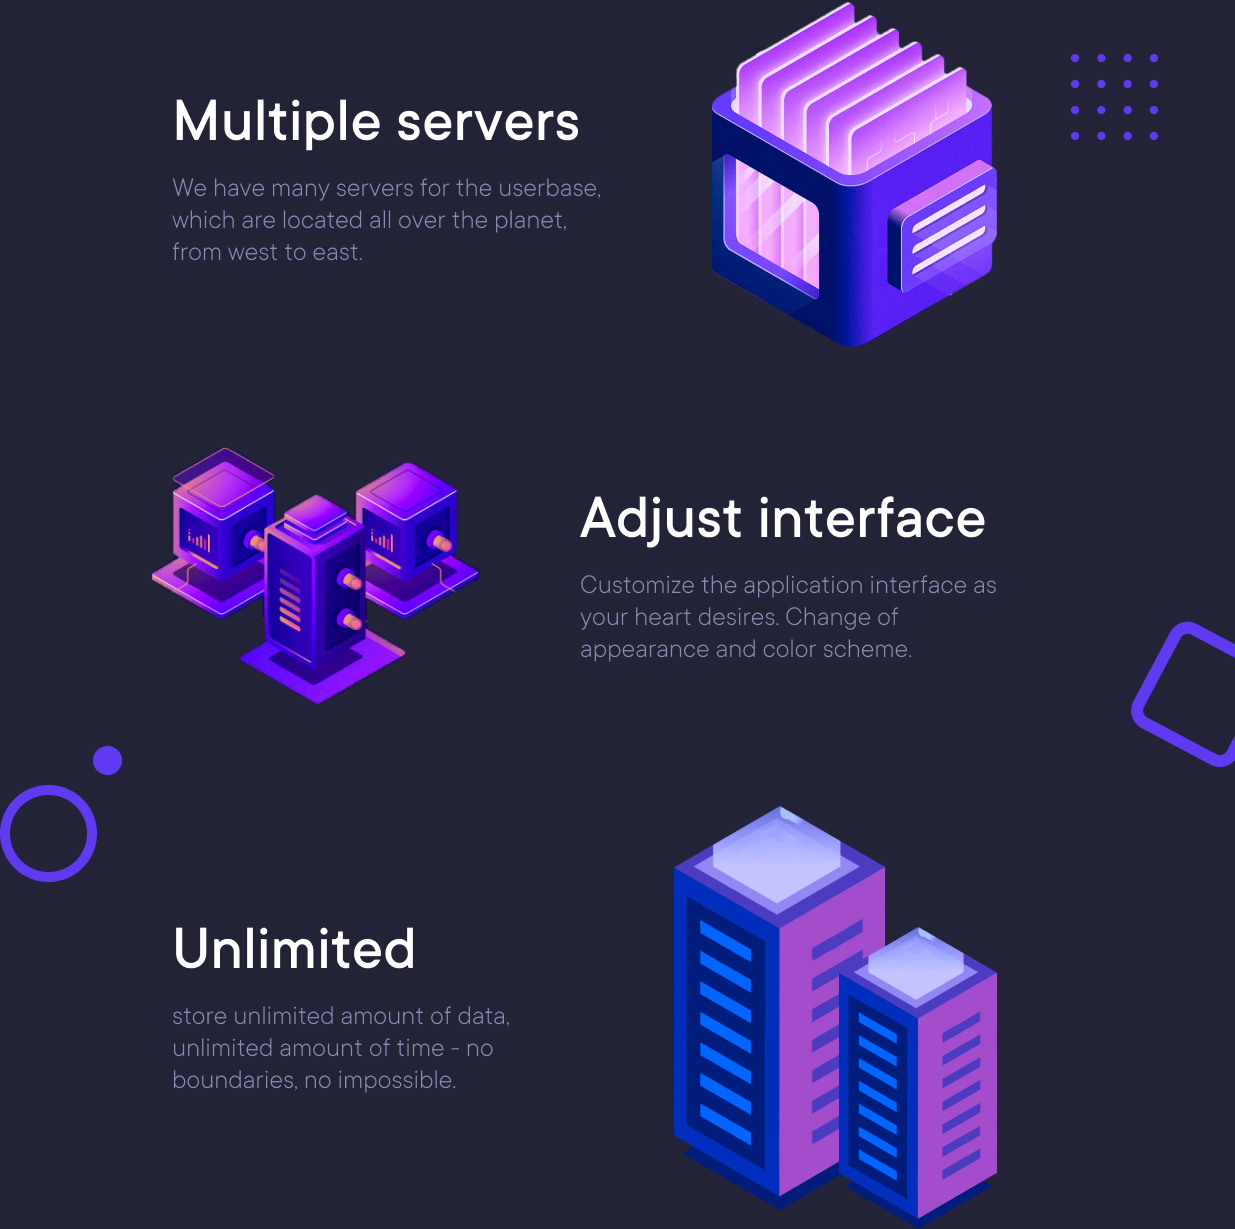 Multiple servers
We have many servers for the userbase,
which are located all over the planet,
from west to east.
Adjust interface
Customize the application interface as
your heart desires. Change of
appearance and color scheme.
Unlimited
store unlimited amount of data,
unlimited amount of time - no
boundaries, no impossible.